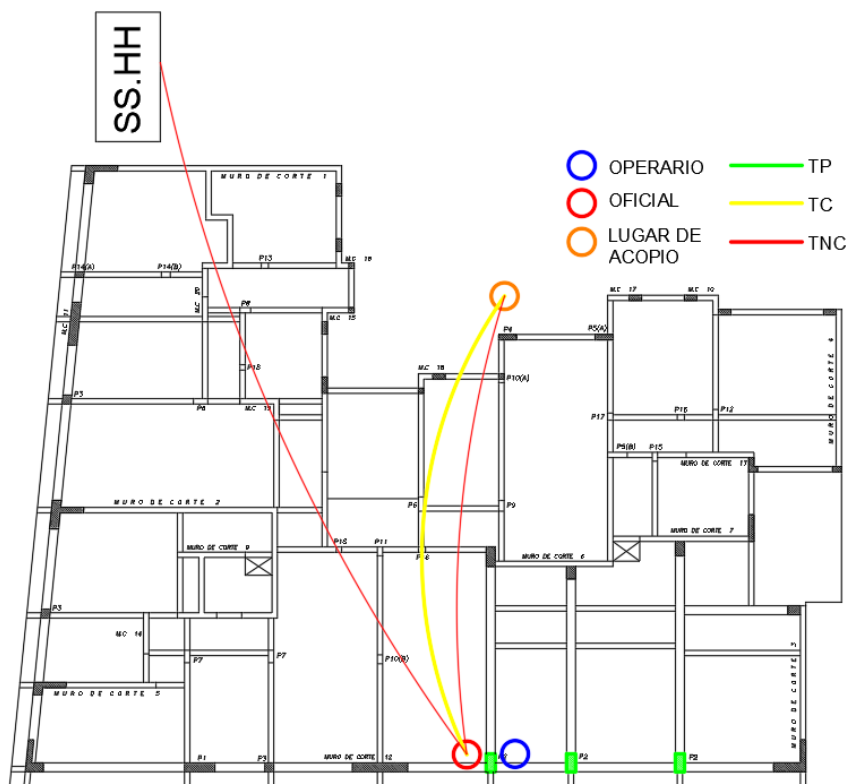 SS.HH
OPERARIO
TP
OFICIAL
TC
LUGAR DE
ACOPIO
TNC
MURO DE CORTE 1
P13
M.C 18
P14(A)
P14(B)
M.C 20
P8
M.C 15
M.C 11
M.C 17
M.C 10
P4
P5(A)
P18
M.C 18
P10(A)
MURO DE CORTE 4
P3
P6
M.C 13
P17
P16
P12
P5(B)
P15
MURO DE CORTE 17
MURO DE CORTE 2
P6
P9
MURO DE CORTE 7
MURO DE CORTE 9
P16
P11
MURO DE CORTE 6
P3
M.C 14
P7
P7
P10(B)
MURO DE CORTE 3
MURO DE CORTE 5
P1
P3
MURO DE CORTE 12
P2
P2